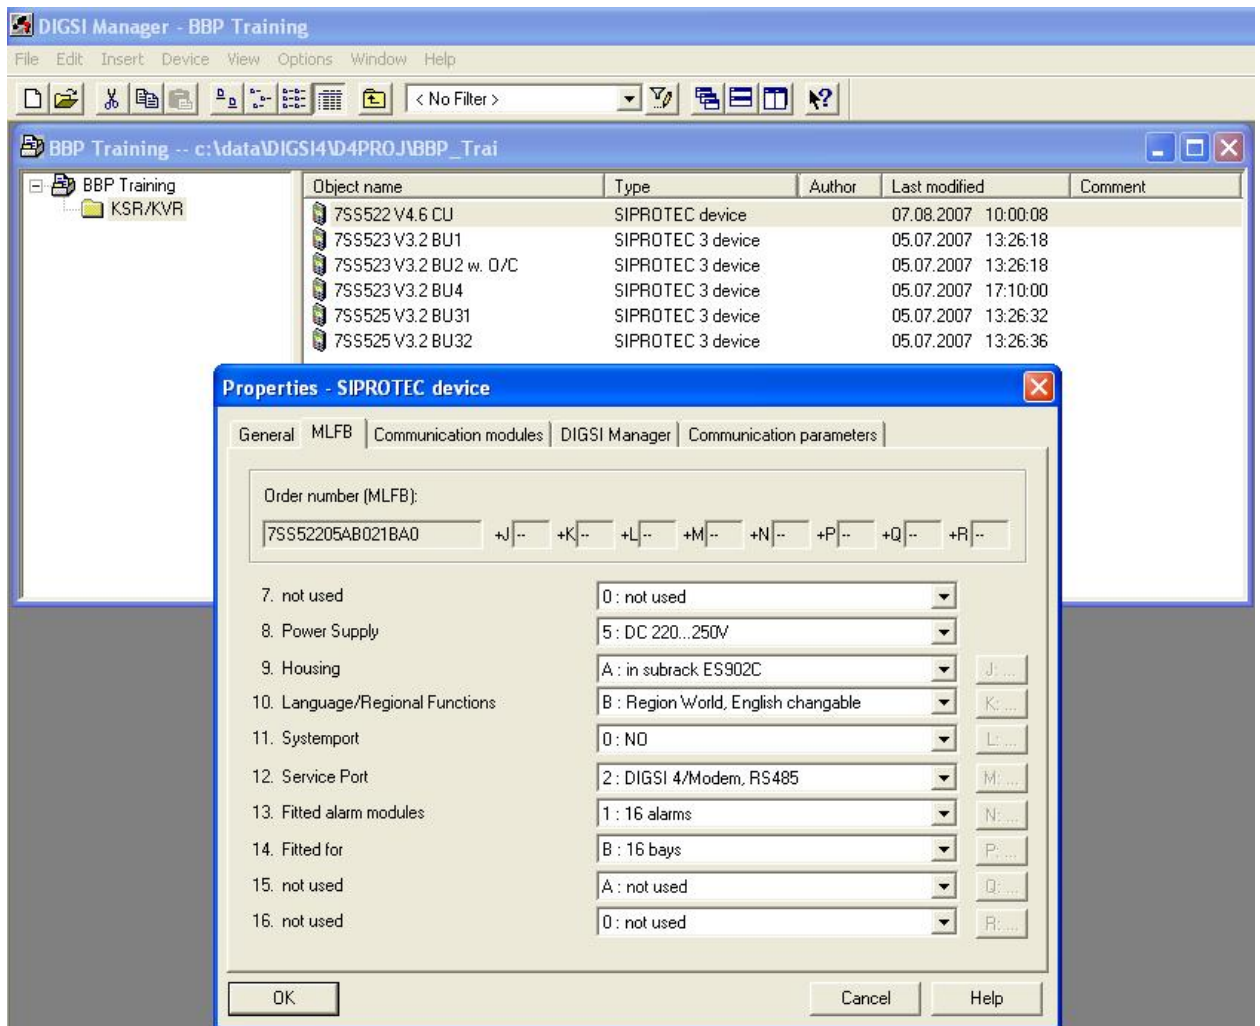 DIGSI Manager - BBP Training
File Edit Insert Device View Options Window Help
< No Filter >
BBP Training -- c:\data\DIGSI4\D4PROJ\BBP_Trai
BBP Training
KSR/KVR
Object name Type Author Last modified Comment
7SS522 V4.6 CU SIPROTEC device 07.08.2007 10:00:08
7SS523 V3.2 BU1 SIPROTEC 3 device 05.07.2007 13:26:18
7SS523 V3.2 BU2 w. O/C SIPROTEC 3 device 05.07.2007 13:26:18
7SS523 V3.2 BU4 SIPROTEC 3 device 05.07.2007 17:10:00
7SS525 V3.2 BU31 SIPROTEC 3 device 05.07.2007 13:26:32
7SS525 V3.2 BU32 SIPROTEC 3 device 05.07.2007 13:26:36
Properties - SIPROTEC device
General MLFB Communication modules DIGSI Manager Communication parameters
Order number (MLFB):
7SS52205AB021BA0 +J -- +K -- +L -- +M -- +N -- +P -- +Q -- +R --
7. not used 0 : not used
8. Power Supply 5 : DC 220...250V
9. Housing A : in subrack ES902C J: ...
10. Language/Regional Functions B : Region World, English changable K: ...
11. Systemport 0 : NO L: ...
12. Service Port 2 : DIGSI 4/Modem, RS485 M: ...
13. Fitted alarm modules 1 : 16 alarms N: ...
14. Fitted for B : 16 bays P: ...
15. not used A : not used Q: ...
16. not used 0 : not used R: ...
OK Cancel Help